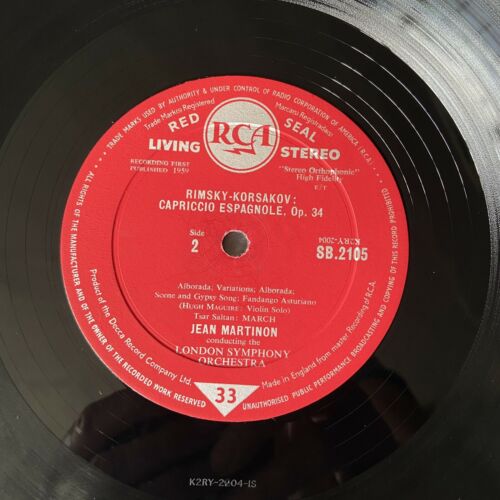 TRADE MARKS USED BY AUTHORITY & UNDER CONTROL OF RADIO CORPORATION OF AMERICA (R.C.A.)
Trade Marks Registered
Marcas Registradas
RED
RCA
SEAL
LIVING
STEREO
RECORDING FIRST
PUBLISHED 1959
"Stereo Orthophonic"
High Fidelity
RIMSKY-KORSAKOV:
CAPRICCIO ESPAGNOLE, Op. 34
Side
2
K2RY-2004
SB.2105
Alborada; Variations; Alborada;
Scene and Gypsy Song; Fandango Asturiano
(HUGH MAGUIRE: Violin Solo)
Tsar Saltan: MARCH
JEAN MARTINON
conducting the
LONDON SYMPHONY
ORCHESTRA
Product of the Decca Record Company Ltd.
Made in England from master Recording of R.C.A.
33
ALL RIGHTS OF THE MANUFACTURER AND OF THE OWNER OF THE RECORDED WORK RESERVED
UNAUTHORISED PUBLIC PERFORMANCE BROADCASTING AND COPYING OF THIS RECORD PROHIBITED
K2RY-2204-1S